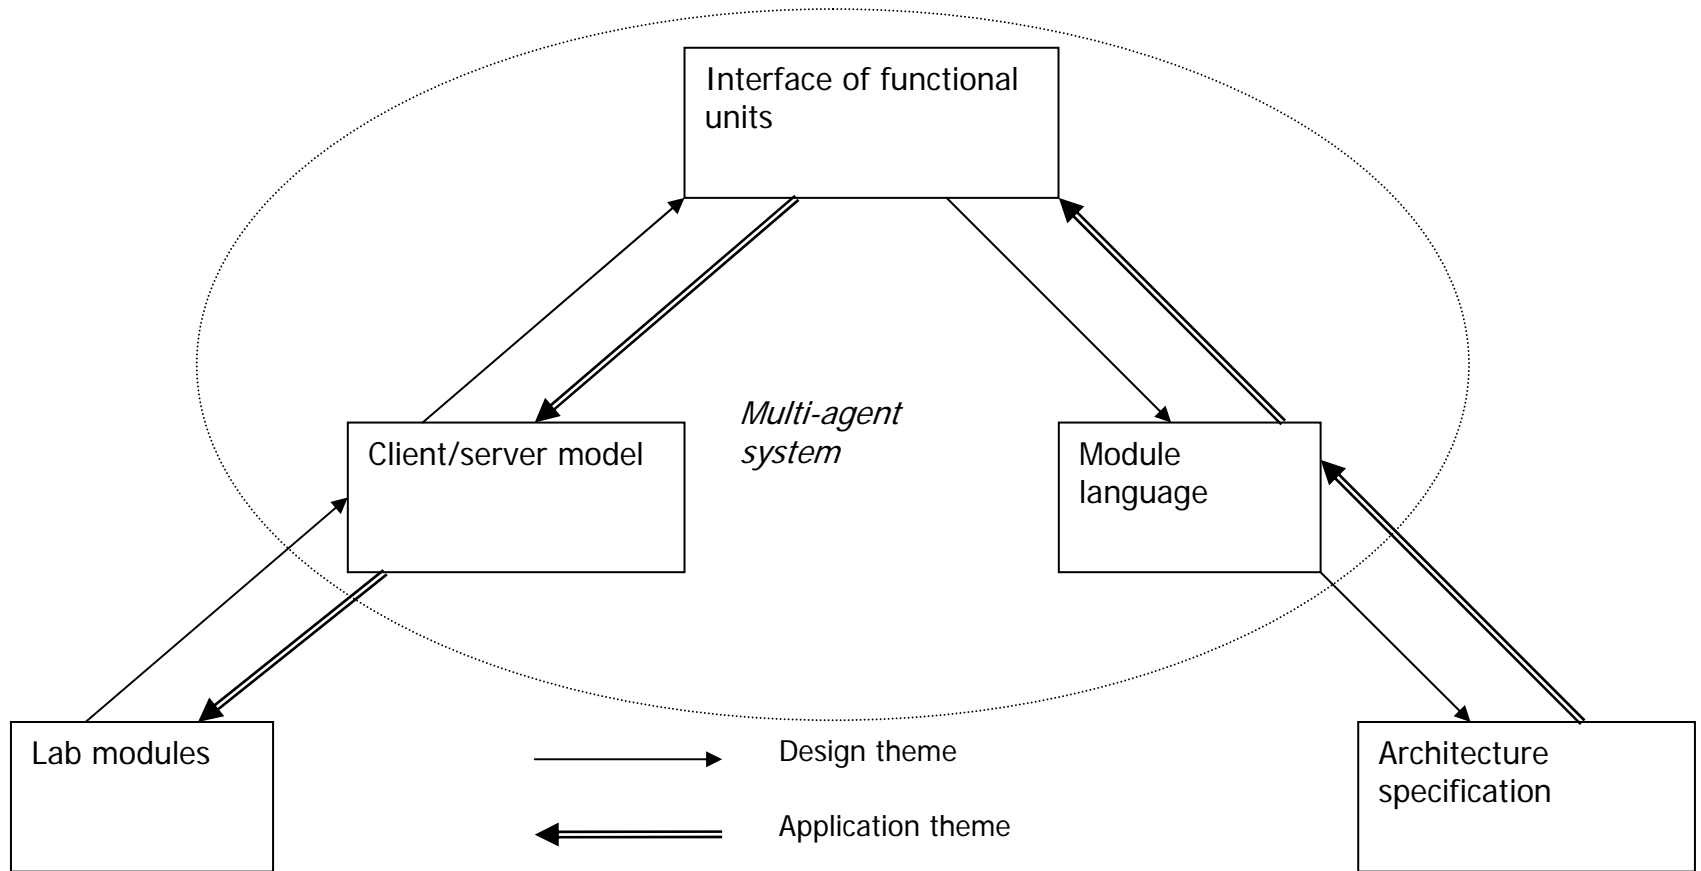 Interface of functional
units
Client/server model
Multi-agent
system
Module
language
Lab modules
Design theme
Application theme
Architecture
specification